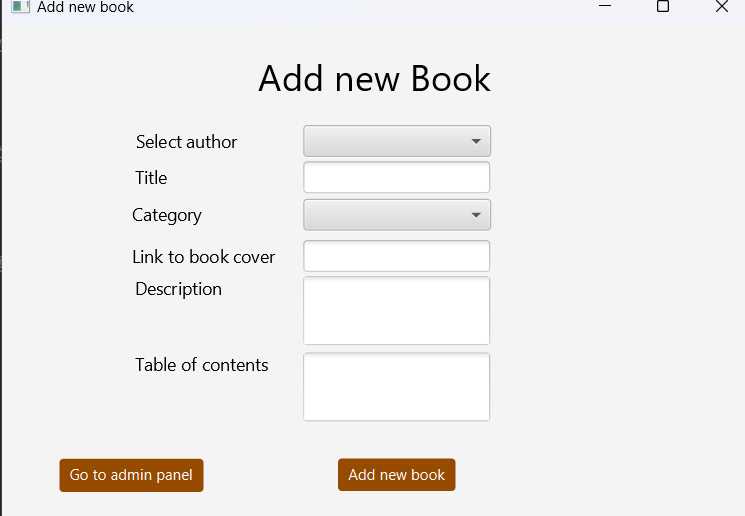 Add new book
Add new Book
Select author
Title
Category
Link to book cover
Description
Table of contents
Go to admin panel
Add new book